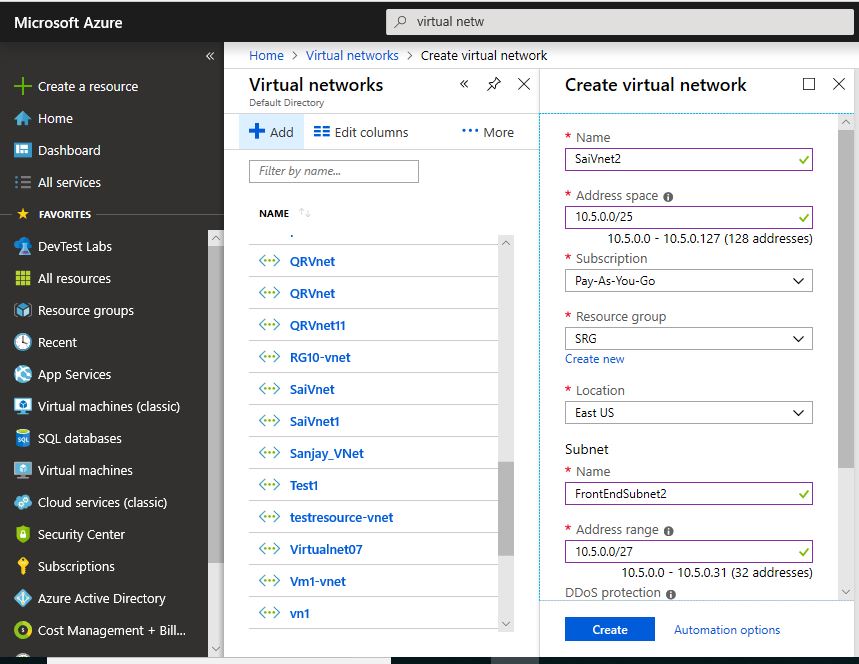 Microsoft Azure
virtual netw
Create a resource
Home
Dashboard
All services
FAVORITES
DevTest Labs
All resources
Resource groups
Recent
App Services
Virtual machines (classic)
SQL databases
Virtual machines
Cloud services (classic)
Security Center
Subscriptions
Azure Active Directory
Cost Management + Bill...
Home > Virtual networks > Create virtual network
Virtual networks
Default Directory
Add
Edit columns
More
Filter by name...
NAME
QRVnet
QRVnet
QRVnet11
RG10-vnet
SaiVnet
SaiVnet1
Sanjay_VNet
Test1
testresource-vnet
Virtualnet07
Vm1-vnet
vn1
Create virtual network
* Name
SaiVnet2
* Address space
10.5.0.0/25
10.5.0.0 - 10.5.0.127 (128 addresses)
* Subscription
Pay-As-You-Go
* Resource group
SRG
Create new
* Location
East US
Subnet
* Name
FrontEndSubnet2
* Address range
10.5.0.0/27
10.5.0.0 - 10.5.0.31 (32 addresses)
DDoS protection
Create
Automation options